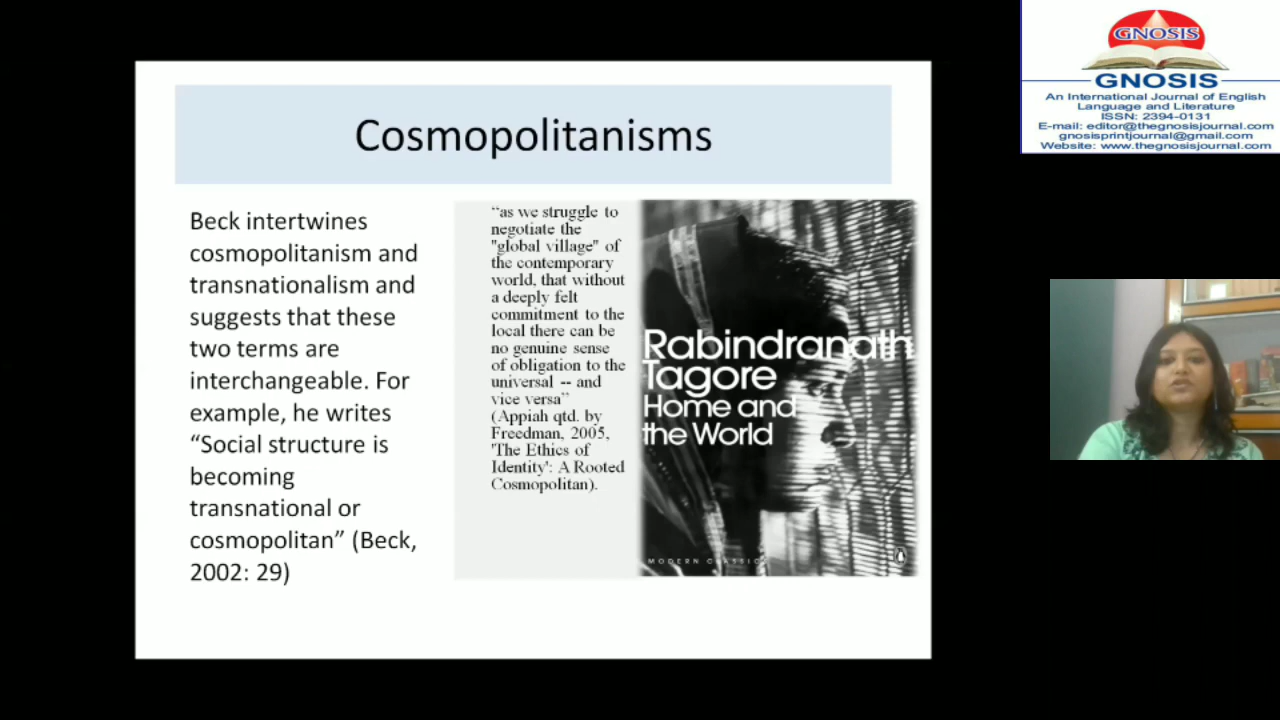 Cosmopolitanisms
Beck intertwines
cosmopolitanism and
transnationalism and
suggests that these
two terms are
intercheangeable. For
example, he writes
“Social structure is
becoming
transnational or
cosmopolitan” (Beck,
2002: 29)
“as we struggle to
negotiate the
"global village" of
the contemporary
world, that without
a deeply felt
commitment to the
local there can be
no genuine sense
of obligation to the
universal -- and
vice versa”
(Appiah qtd. by
Freedman, 2005,
'The Ethics of
Identity': A Rooted
Cosmopolitan).
Rabindranath
Tagore
Home and
the World
MODERN CLASSICS
GNOSIS
GNOSIS
An International Journal of English
Language and Literature
ISSN: 2394-0131
E-mail: editor@thegnosisjournal.com
gnosisprintjournal@gmail.com
Website: www.thegnosisjournal.com